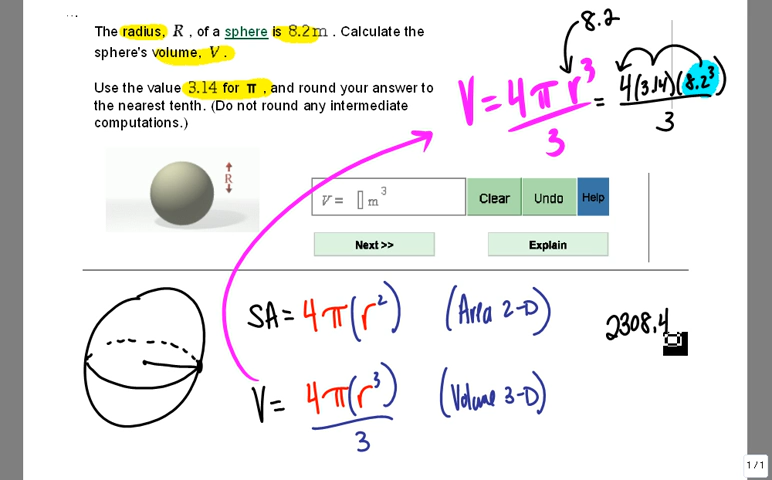 The radius, R , of a sphere is 8.2 m . Calculate the
sphere's volume, V .
Use the value 3.14 for π , and round your answer to
the nearest tenth. (Do not round any intermediate
computations.)
8.2
V = 4πr³/3 = 4(3.14)(8.2³)/3
R
V = [] m³
Clear
Undo
Help
Next >>
Explain
SA = 4π(r²) (Area 2-D)
2308.4
V = 4π(r³)/3 (Volume 3-D)
1 / 1